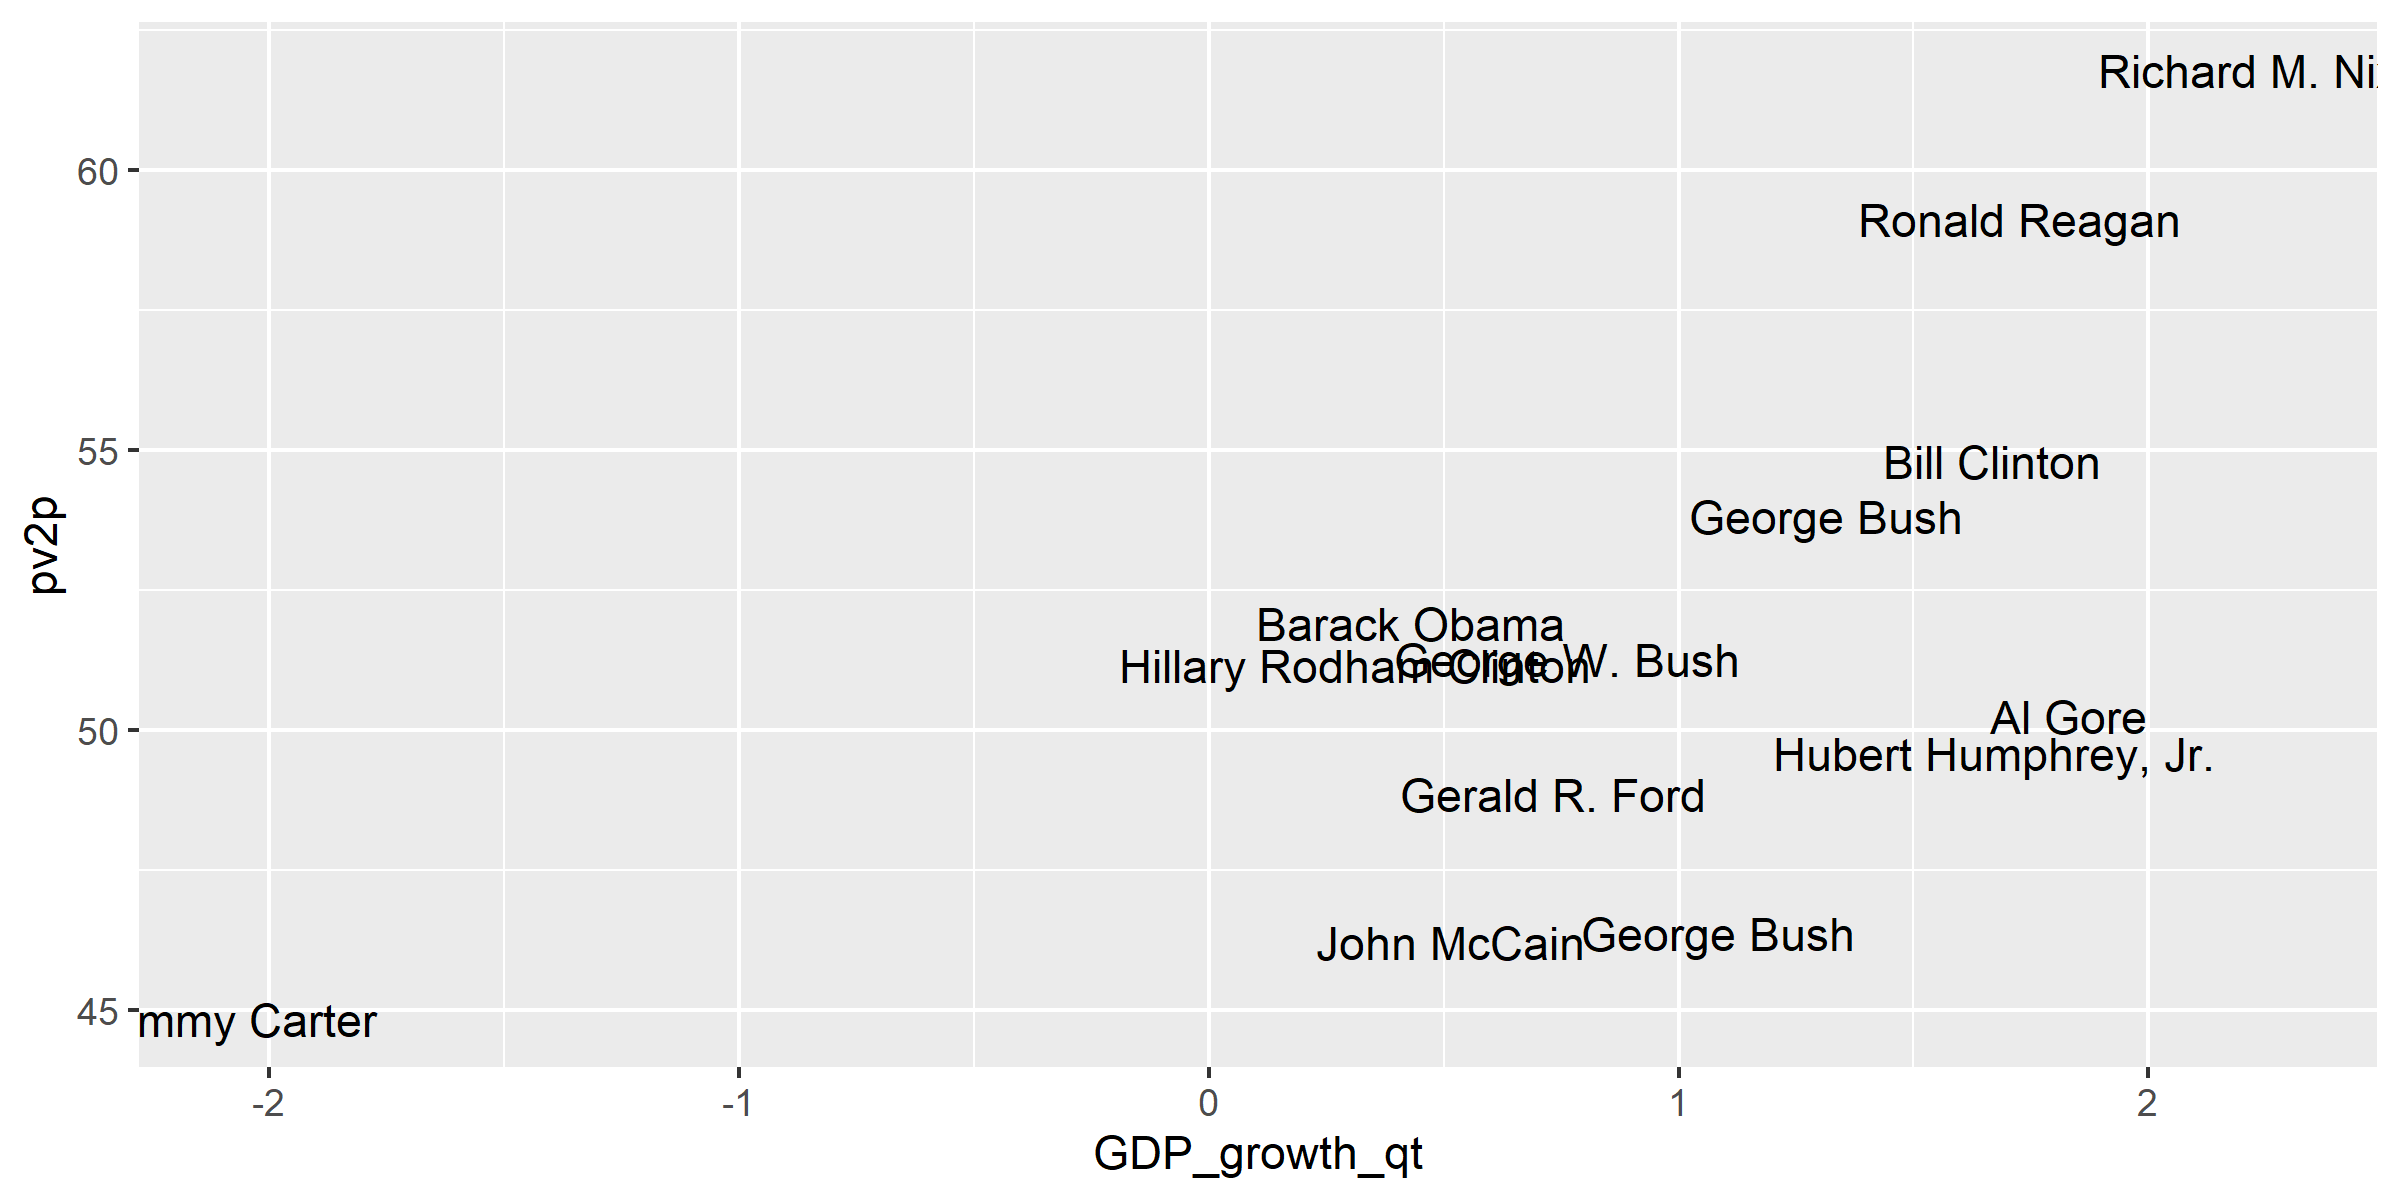 Richard M. Ni
60
Ronald Reagan
55
Bill Clinton
George Bush
pv2p
Barack Obama
George W. Bush
Hillary Rodham Clinton
50
Al Gore
Hubert Humphrey, Jr.
Gerald R. Ford
George Bush
John McCain
45
mmy Carter
-2 -1 0 1 2
GDP_growth_qt